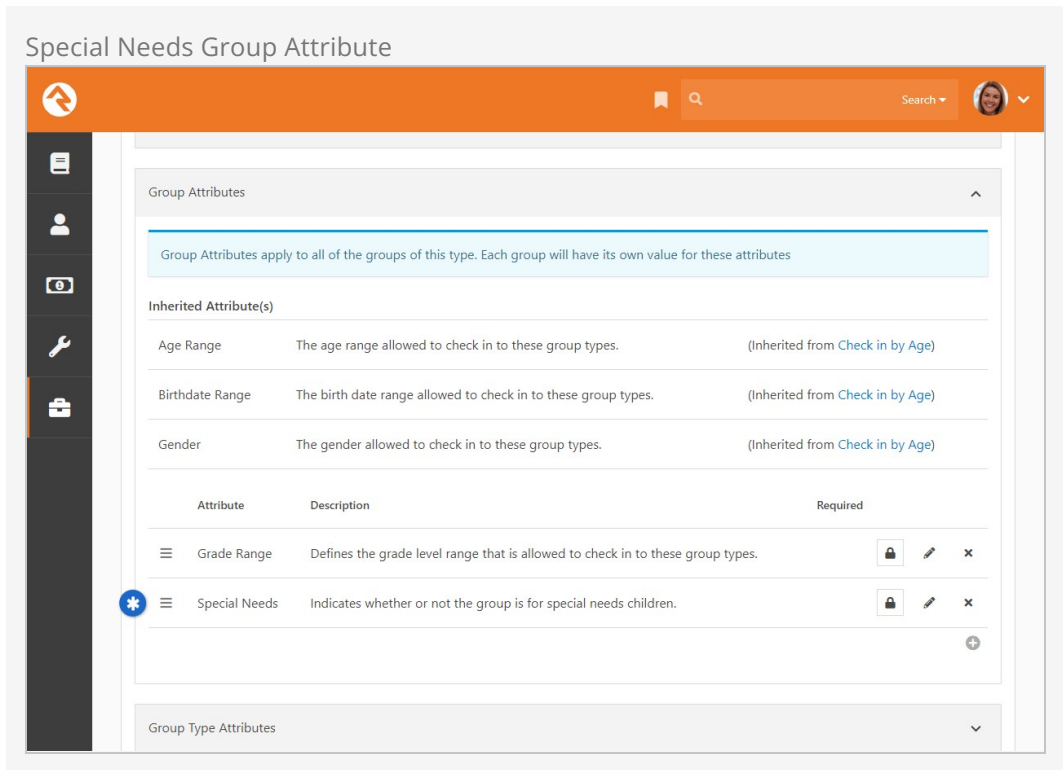 Special Needs Group Attribute
Search
Group Attributes
Group Attributes apply to all of the groups of this type. Each group will have its own value for these attributes
Inherited Attribute(s)
Age Range The age range allowed to check in to these group types. (Inherited from Check in by Age)
Birthdate Range The birth date range allowed to check in to these group types. (Inherited from Check in by Age)
Gender The gender allowed to check in to these group types. (Inherited from Check in by Age)
Attribute Description Required
Grade Range Defines the grade level range that is allowed to check in to these group types.
Special Needs Indicates whether or not the group is for special needs children.
Group Type Attributes